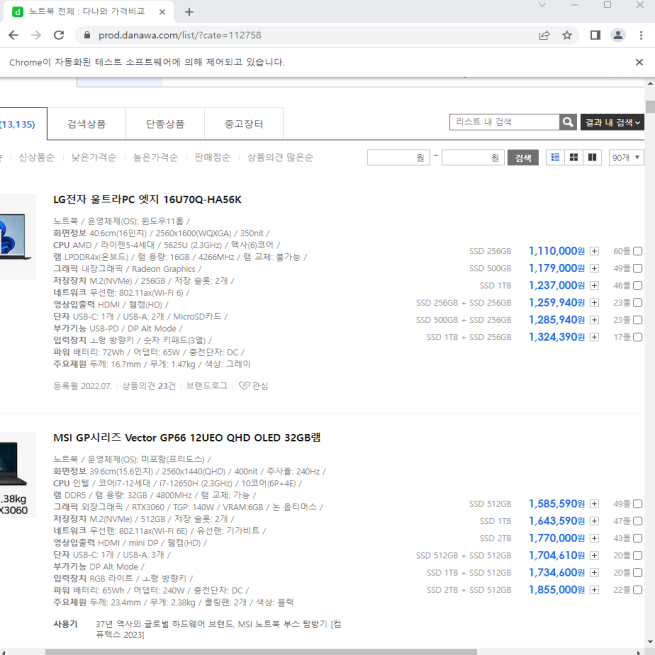 노트북 전체 : 다나와 가격비교
prod.danawa.com/list/?cate=112758
Chrome이 자동화된 테스트 소프트웨어에 의해 제어되고 있습니다.
(13,135) 검색상품 단종상품 중고장터
리스트 내 검색 결과 내 검색
신상품순 낮은가격순 높은가격순 판매점순 상품의견 많은순
원 ~ 원 검색 90개
LG전자 울트라PC 엣지 16U70Q-HA56K
노트북 / 운영체제(OS): 윈도우11홈 /
화면정보 40.6cm(16인치) / 2560x1600(WQXGA) / 350nit /
CPU AMD / 라이젠5-4세대 / 5625U (2.3GHz) / 헥사(6)코어 /
램 LPDDR4x(온보드) / 램 용량: 16GB / 4266MHz / 램 교체: 불가능 /
그래픽 내장그래픽 / Radeon Graphics /
저장장치 M.2(NVMe) / 256GB / 저장 슬롯: 2개 /
네트워크 무선랜: 802.11ax(Wi-Fi 6) /
영상입출력 HDMI / 웹캠(HD) /
단자 USB-C: 1개 / USB-A: 2개 / MicroSD카드 /
부가기능 USB-PD / DP Alt Mode /
입력장치 ㅗ형 방향키 / 숫자 키패드(3열) /
파워 배터리: 72Wh / 어댑터: 65W / 충전단자: DC /
주요제원 두께: 16.7mm / 무게: 1.47kg / 색상: 그레이
SSD 256GB 1,110,000원 60몰
SSD 500GB 1,179,000원 49몰
SSD 1TB 1,237,000원 46몰
SSD 256GB + SSD 256GB 1,259,940원 23몰
SSD 500GB + SSD 256GB 1,285,940원 23몰
SSD 1TB + SSD 256GB 1,324,390원 17몰
등록월 2022.07. 상품의견 23건 브랜드로그 관심
MSI GP시리즈 Vector GP66 12UEO QHD OLED 32GB램
노트북 / 운영체제(OS): 미포함(프리도스) /
화면정보 39.6cm(15.6인치) / 2560x1440(QHD) / 400nit / 주사율: 240Hz /
CPU 인텔 / 코어i7-12세대 / i7-12650H (2.3GHz) / 10코어(6P+4E) /
램 DDR5 / 램 용량: 32GB / 4800MHz / 램 교체: 가능 /
그래픽 외장그래픽 / RTX3060 / TGP: 140W / VRAM:6GB / 논 옵티머스 /
저장장치 M.2(NVMe) / 512GB / 저장 슬롯: 2개 /
네트워크 무선랜: 802.11ax(Wi-Fi 6E) / 유선랜: 기가비트 /
영상입출력 HDMI / mini DP / 웹캠(HD) /
단자 USB-C: 1개 / USB-A: 3개 /
부가기능 DP Alt Mode /
입력장치 RGB 라이트 / ㅗ형 방향키 /
파워 배터리: 65Wh / 어댑터: 240W / 충전단자: DC /
주요제원 두께: 23.4mm / 무게: 2.38kg / 쿨링팬: 2개 / 색상: 블랙
.38kg
X3060
SSD 512GB 1,585,590원 49몰
SSD 1TB 1,643,590원 47몰
SSD 2TB 1,770,000원 43몰
SSD 512GB + SSD 512GB 1,704,610원 20몰
SSD 1TB + SSD 512GB 1,734,600원 20몰
SSD 2TB + SSD 512GB 1,855,000원 22몰
사용기 37년 역사의 글로벌 하드웨어 브랜드, MSI 노트북 부스 탐방기 [컴
퓨텍스 2023]